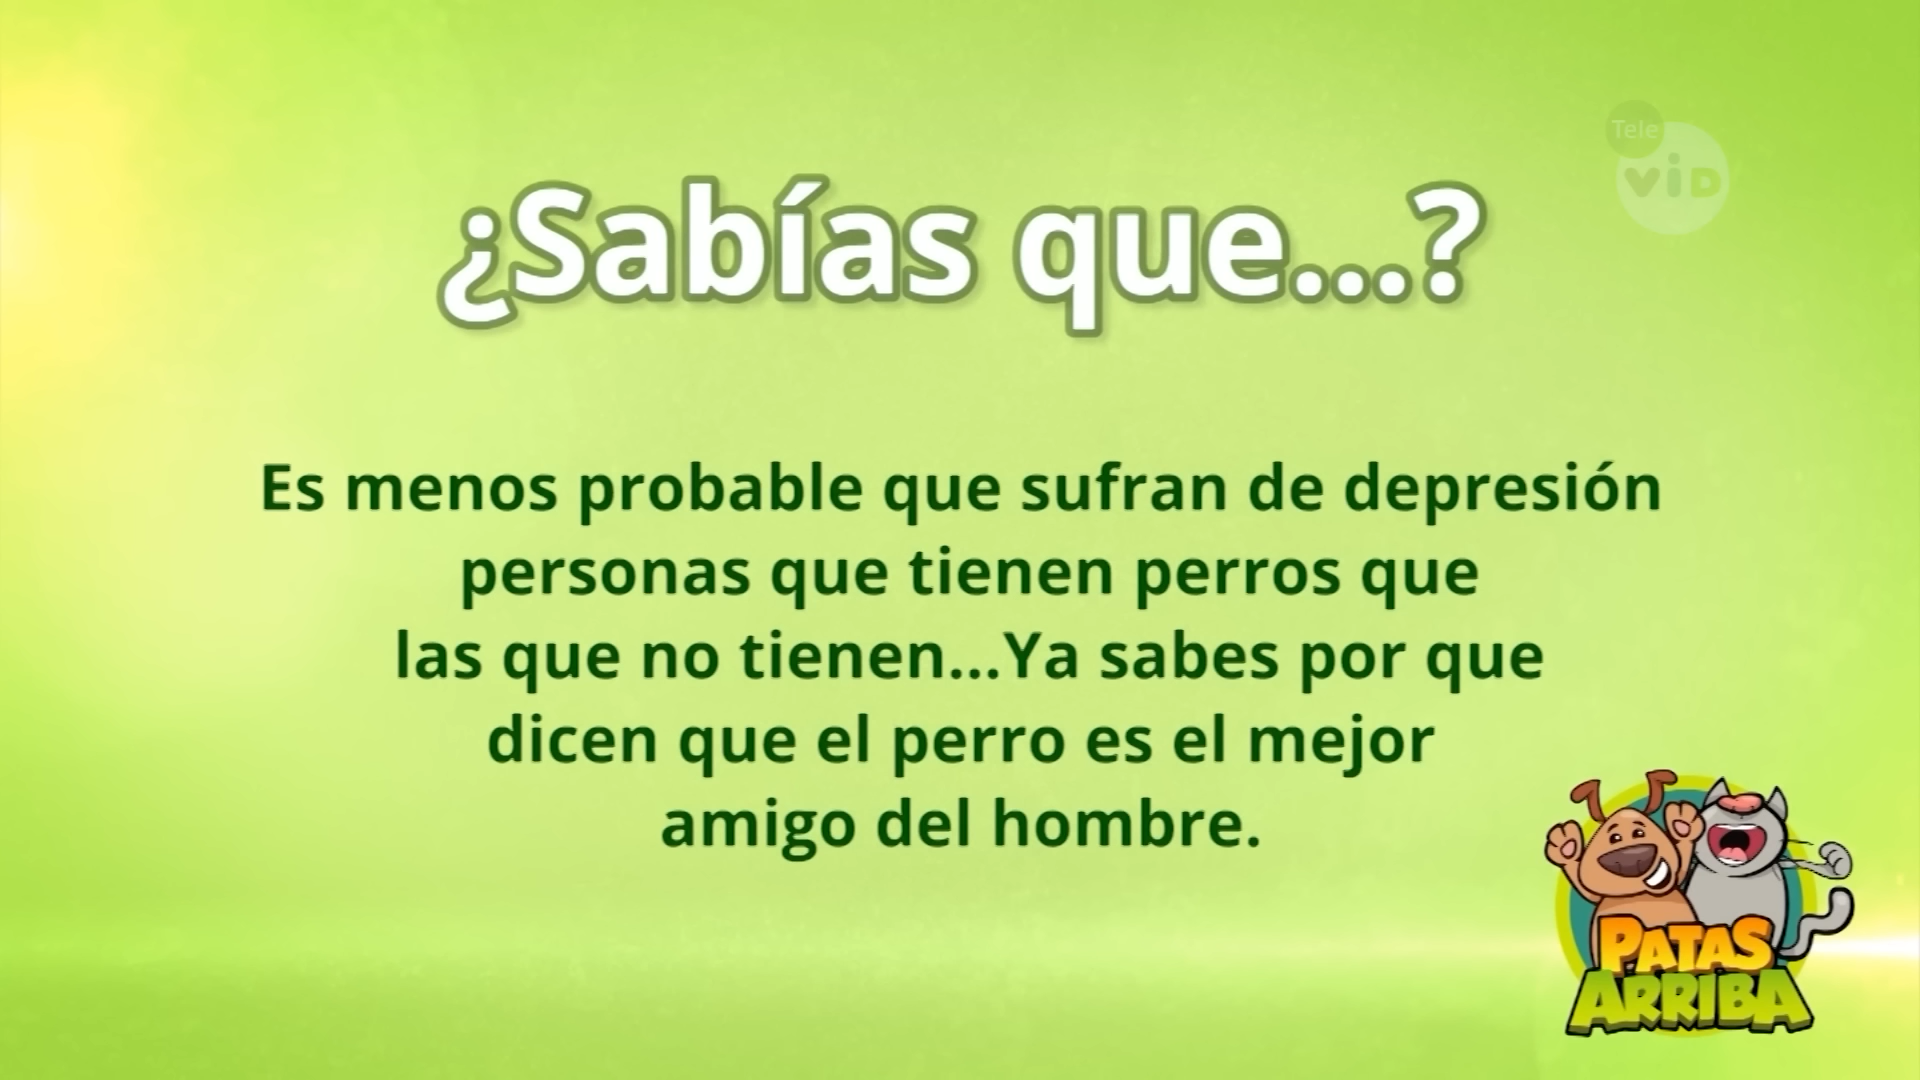 Tele
ViD
¿Sabías que...?
Es menos probable que sufran de depresión
personas que tienen perros que
las que no tienen...Ya sabes por que
dicen que el perro es el mejor
amigo del hombre.
PATAS
ARRIBA